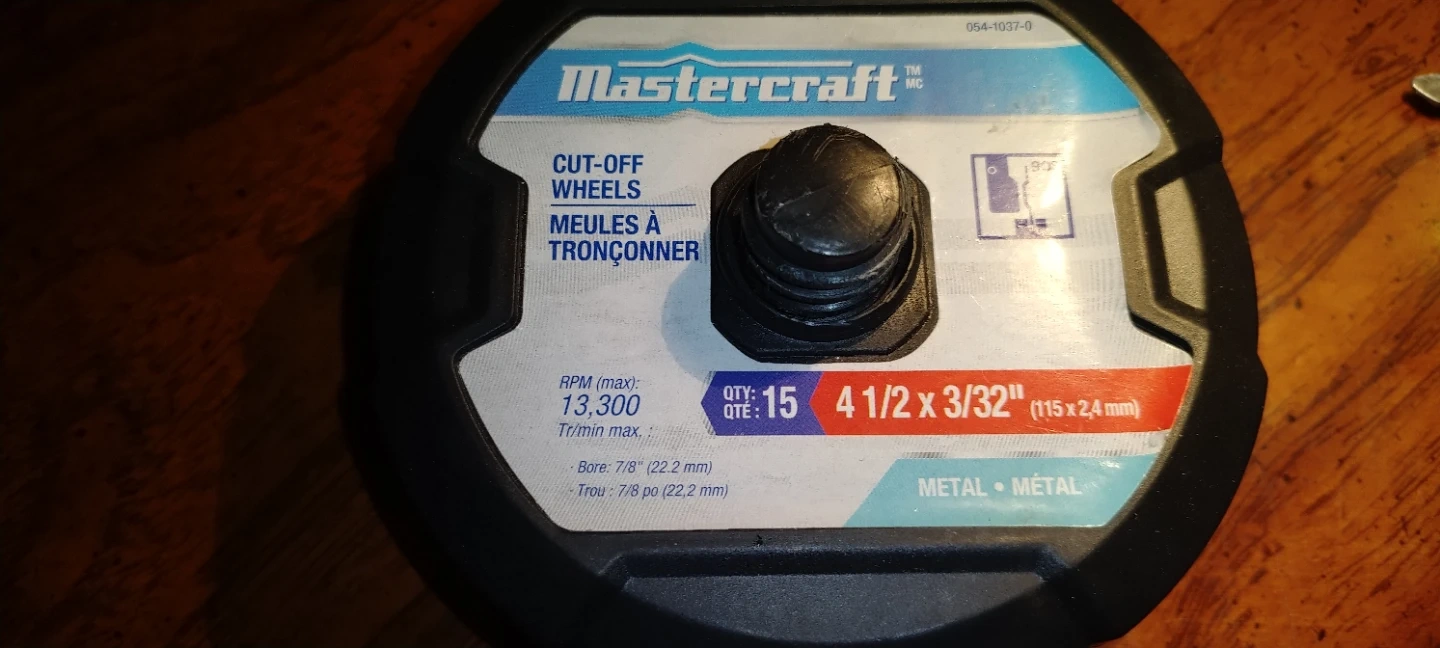 054-1037-0
Mastercraft TM MC
CUT-OFF
WHEELS
MEULES À
TRONÇONNER
RPM (max):
13,300
Tr/min max. :
QTY: 15
QTÉ :
4 1/2 x 3/32" (115 x 2,4 mm)
· Bore: 7/8" (22.2 mm)
· Trou : 7/8 po (22,2 mm)
METAL • MÉTAL